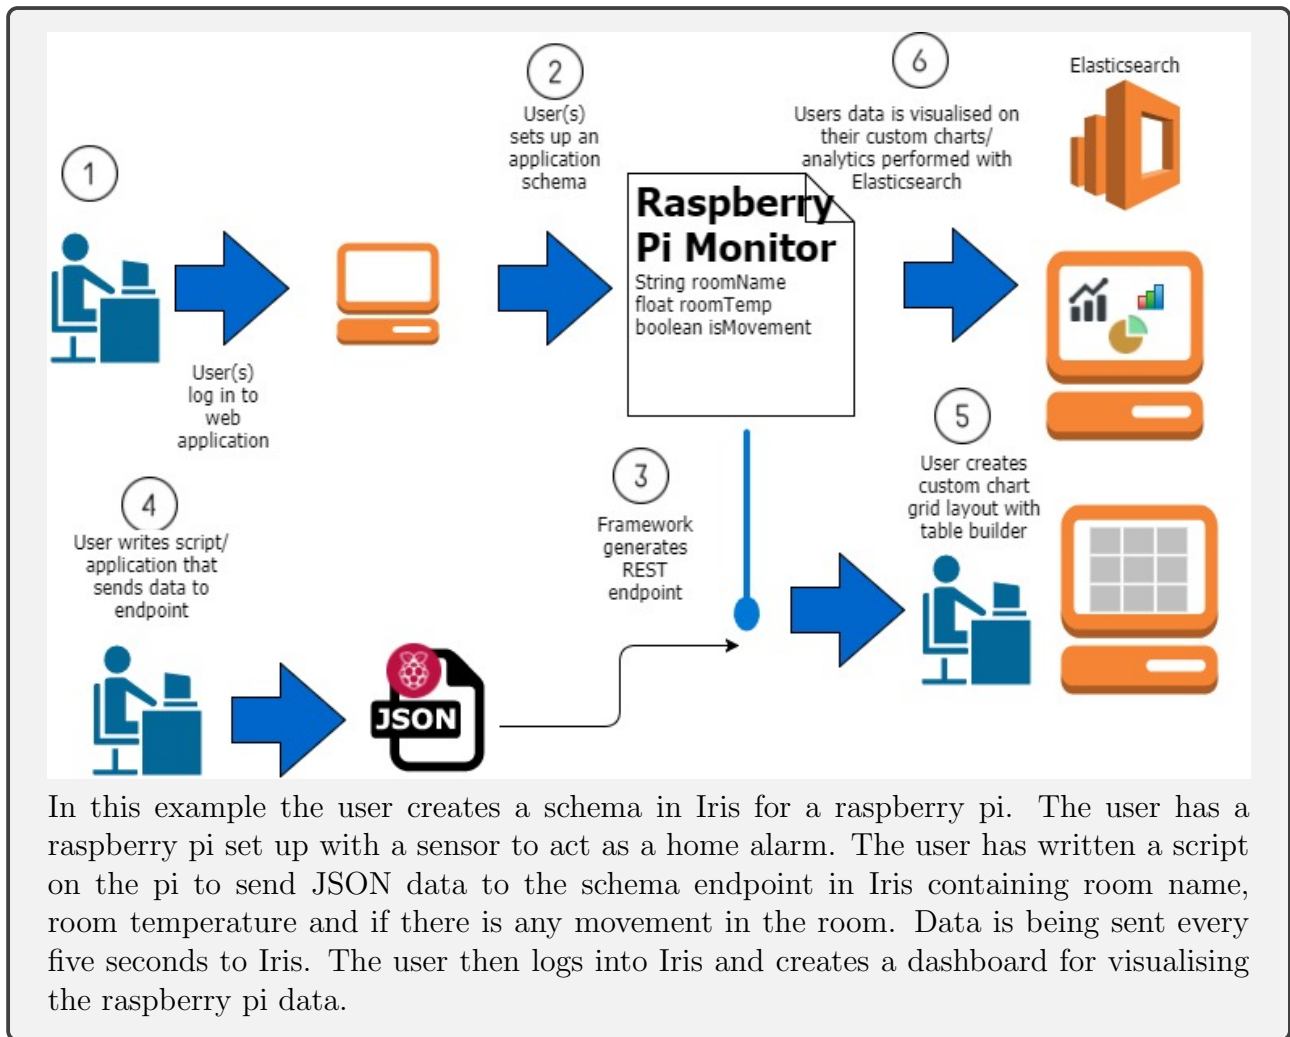 1
User(s)
log in to
web
application
2
User(s)
sets up an
application
schema
Raspberry
Pi Monitor
String roomName
float roomTemp
boolean isMovement
6
Users data is visualised on
their custom charts/
analytics performed with
Elasticsearch
Elasticsearch
3
Framework
generates
REST
endpoint
4
User writes script/
application that
sends data to
endpoint
JSON
5
User creates
custom chart
grid layout with
table builder
In this example the user creates a schema in Iris for a raspberry pi. The user has a
raspberry pi set up with a sensor to act as a home alarm. The user has written a script
on the pi to send JSON data to the schema endpoint in Iris containing room name,
room temperature and if there is any movement in the room. Data is being sent every
five seconds to Iris. The user then logs into Iris and creates a dashboard for visualising
the raspberry pi data.